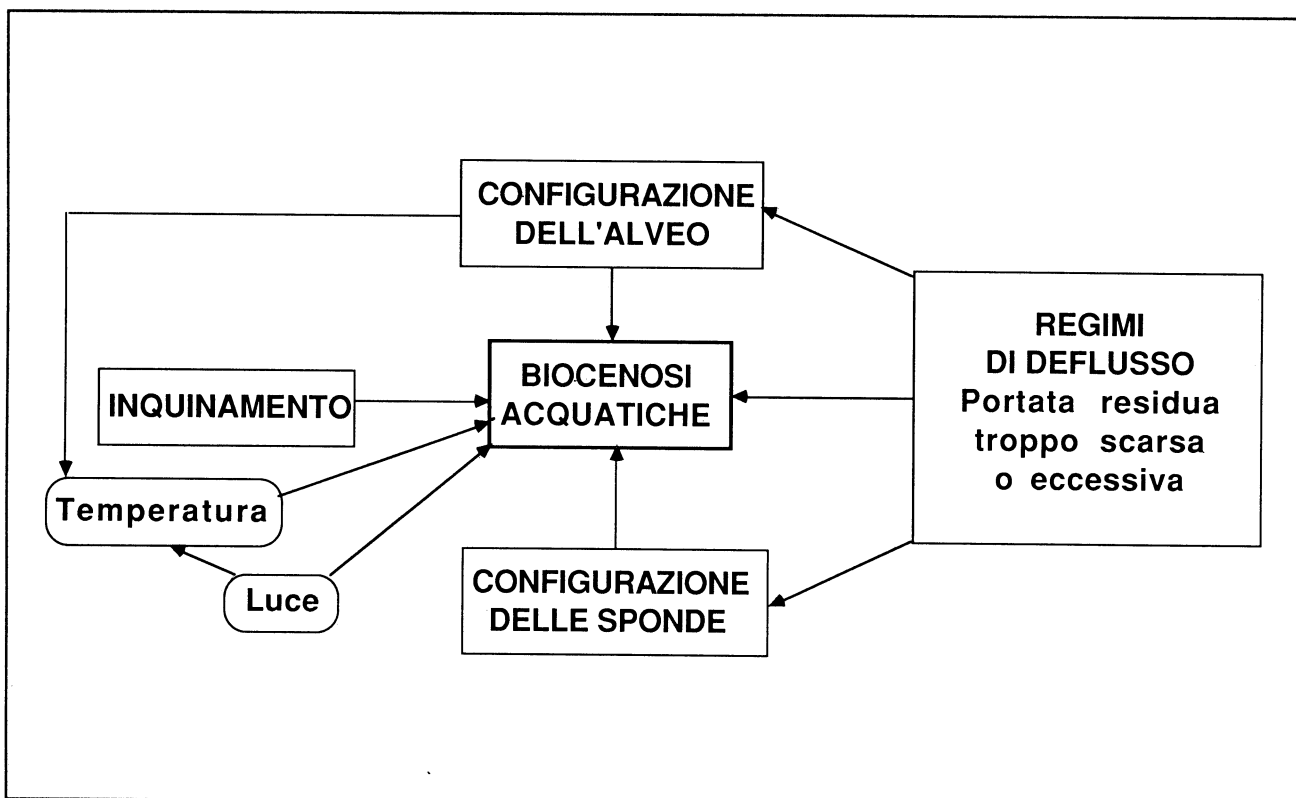 CONFIGURAZIONE
DELL'ALVEO
REGIMI
DI DEFLUSSO
Portata residua
troppo scarsa
o eccessiva
BIOCENOSI
ACQUATICHE
INQUINAMENTO
Temperatura
Luce
CONFIGURAZIONE
DELLE SPONDE